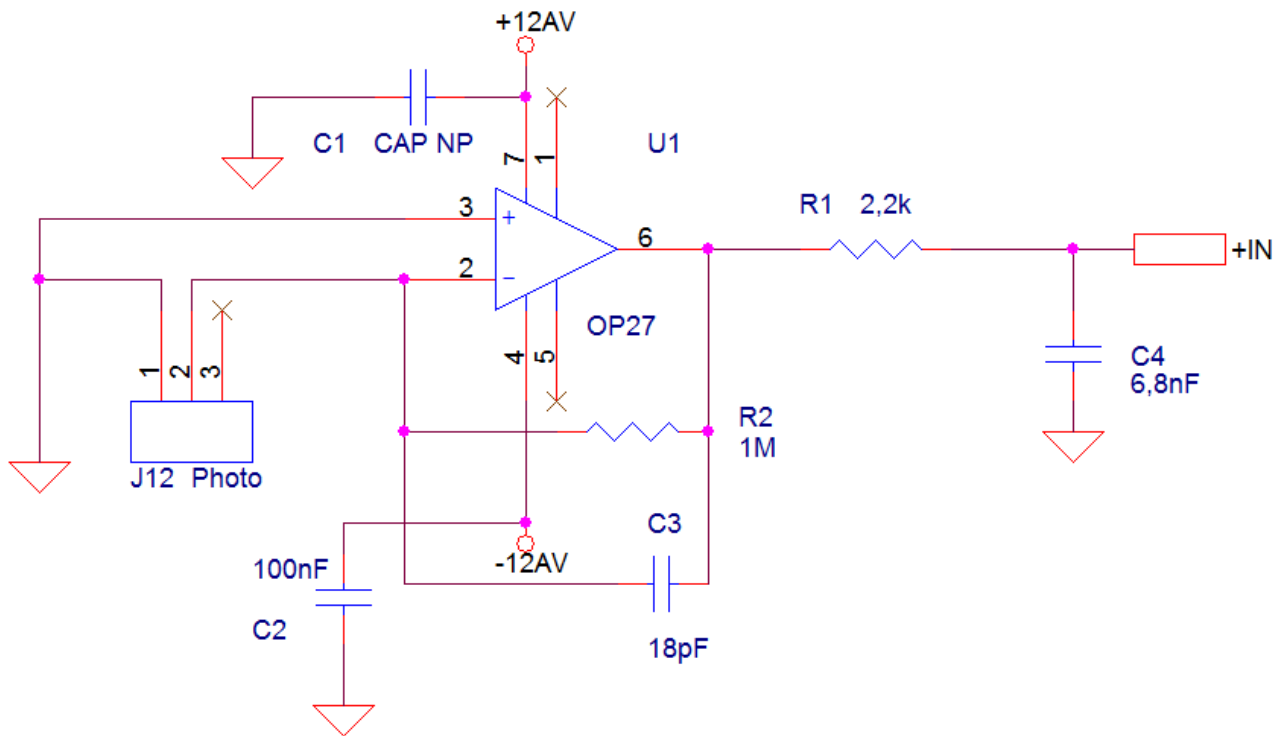 +12AV
C1 CAP NP
U1
7
1
3
+
R1 2,2k
6
+IN
2
−
OP27
4
5
1
2
3
C4
6,8nF
R2
1M
J12 Photo
C3
-12AV
100nF
C2
18pF